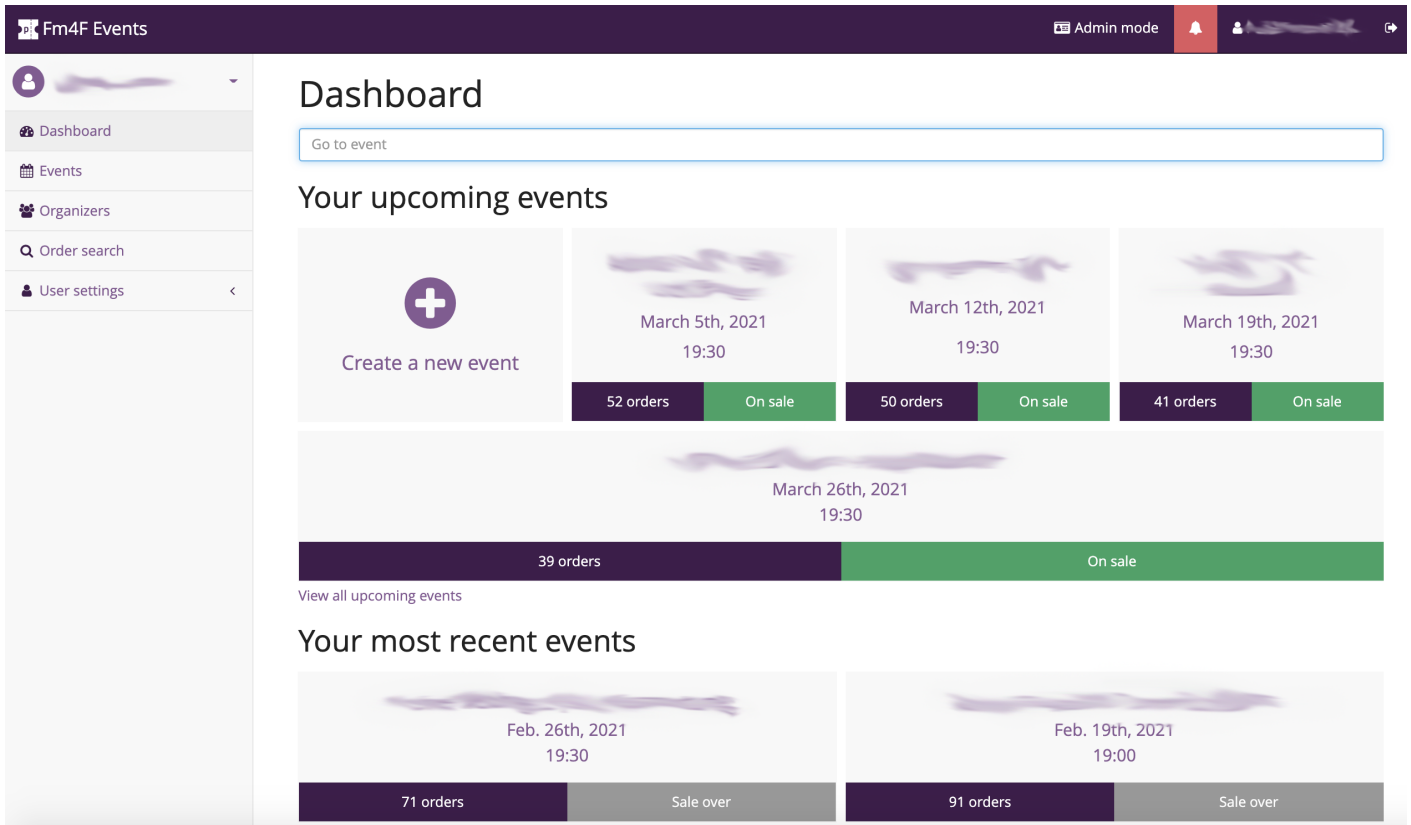 Fm4F Events
Admin mode
Dashboard
Events
Organizers
Order search
User settings
Dashboard
Go to event
Your upcoming events
Create a new event
March 5th, 2021
19:30
52 orders
On sale
March 12th, 2021
19:30
50 orders
On sale
March 19th, 2021
19:30
41 orders
On sale
March 26th, 2021
19:30
39 orders
On sale
View all upcoming events
Your most recent events
Feb. 26th, 2021
19:30
71 orders
Sale over
Feb. 19th, 2021
19:00
91 orders
Sale over